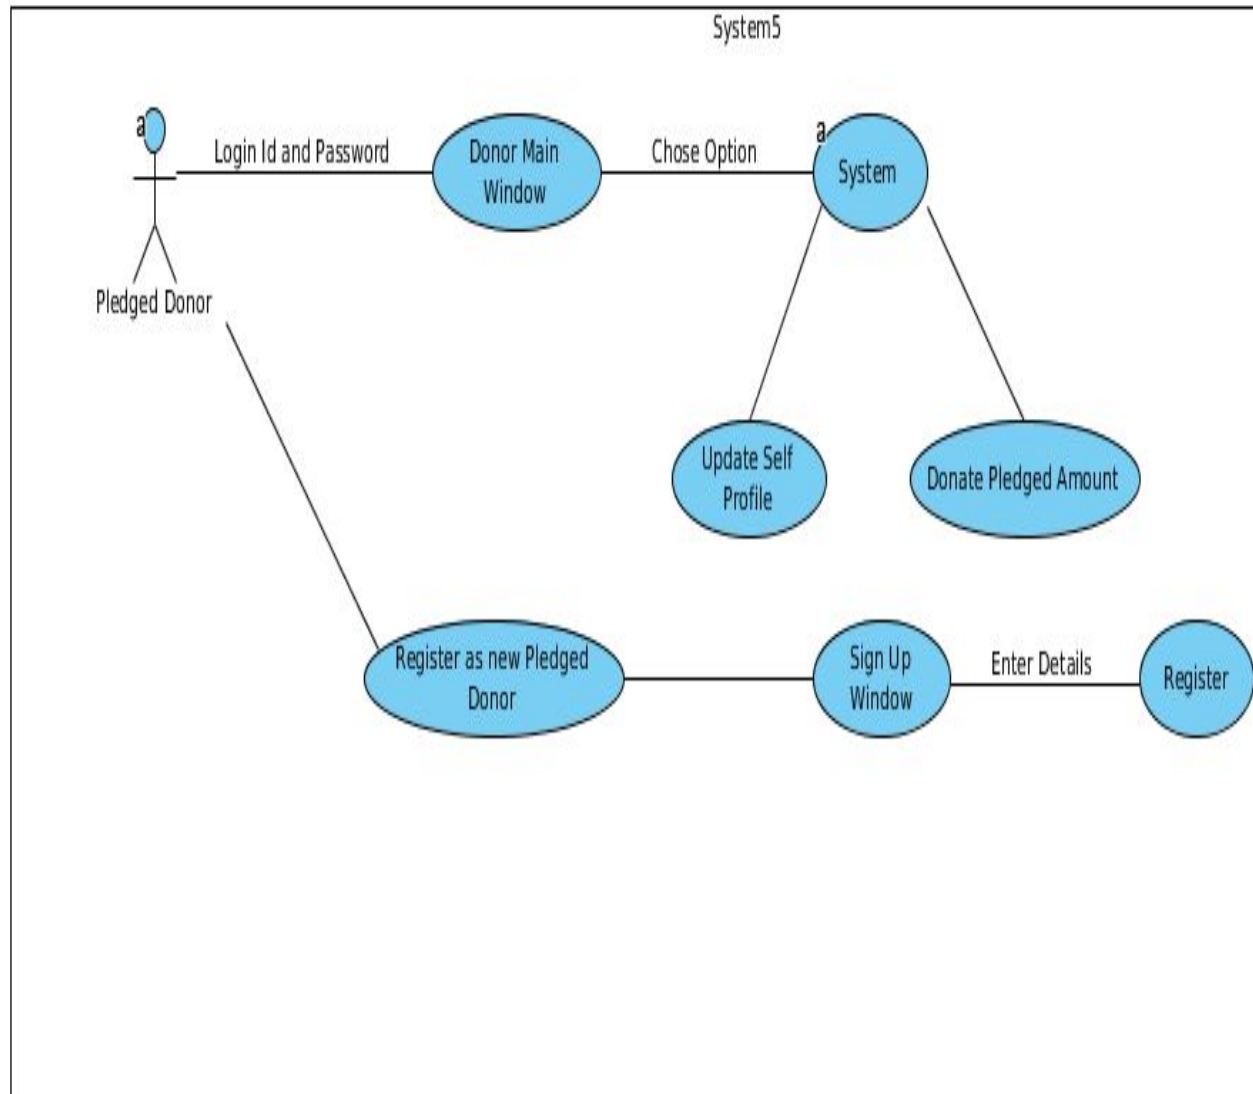 System5
a
Login Id and Password
Donor Main
Window
Chose Option
a
System
Pledged Donor
Update Self
Profile
Donate Pledged Amount
Register as new Pledged
Donor
Sign Up
Window
Enter Details
Register